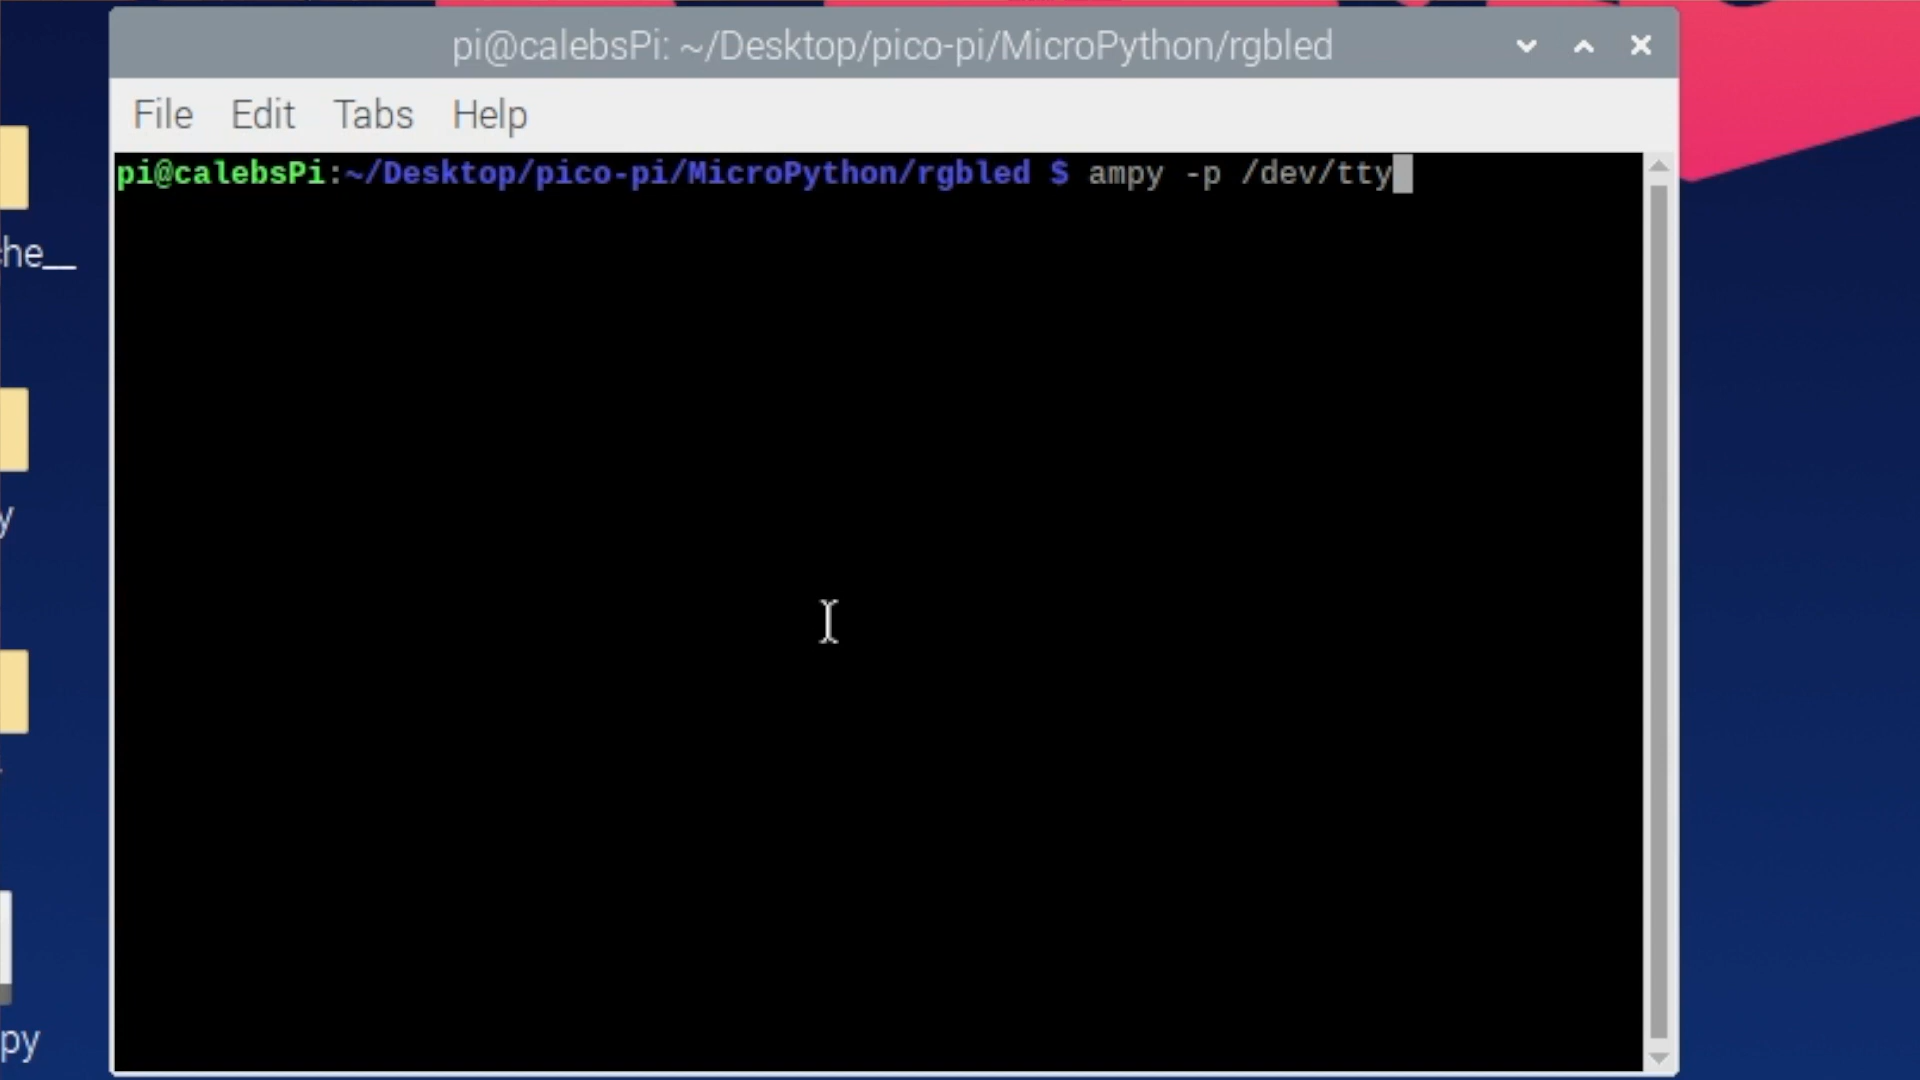 pi@calebsPi: ~/Desktop/pico-pi/MicroPython/rgbled
File Edit Tabs Help
pi@calebsPi:~/Desktop/pico-pi/MicroPython/rgbled $ ampy -p /dev/tty
che__
y
py